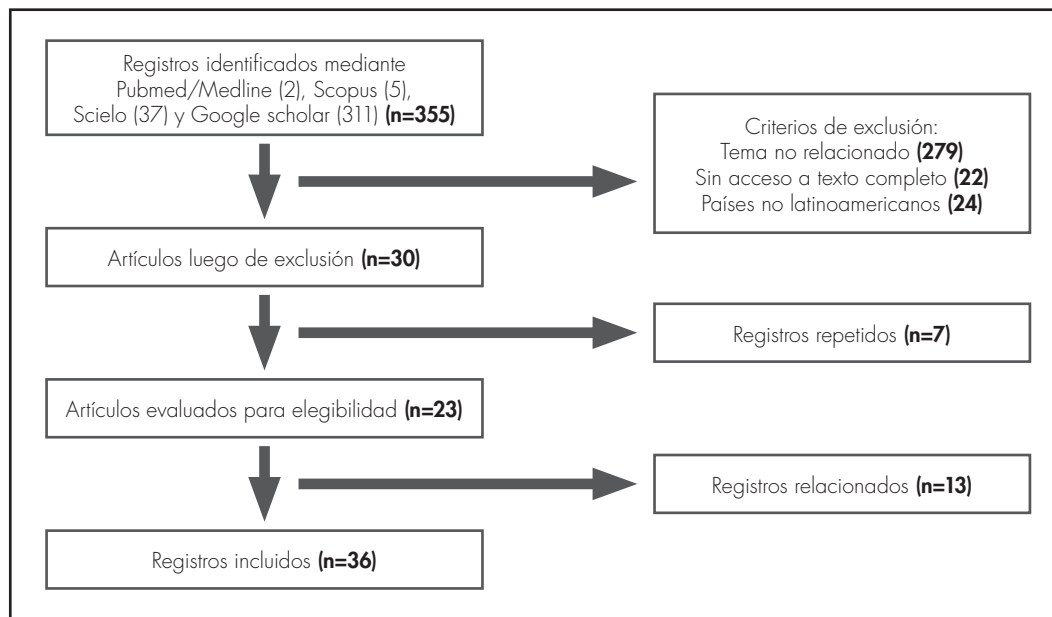 Registros identificados mediante
Pubmed/Medline (2), Scopus (5),
Scielo (37) y Google scholar (311) (n=355)
Criterios de exclusión:
Tema no relacionado (279)
Sin acceso a texto completo (22)
Países no latinoamericanos (24)
Artículos luego de exclusión (n=30)
Registros repetidos (n=7)
Artículos evaluados para elegibilidad (n=23)
Registros relacionados (n=13)
Registros incluidos (n=36)